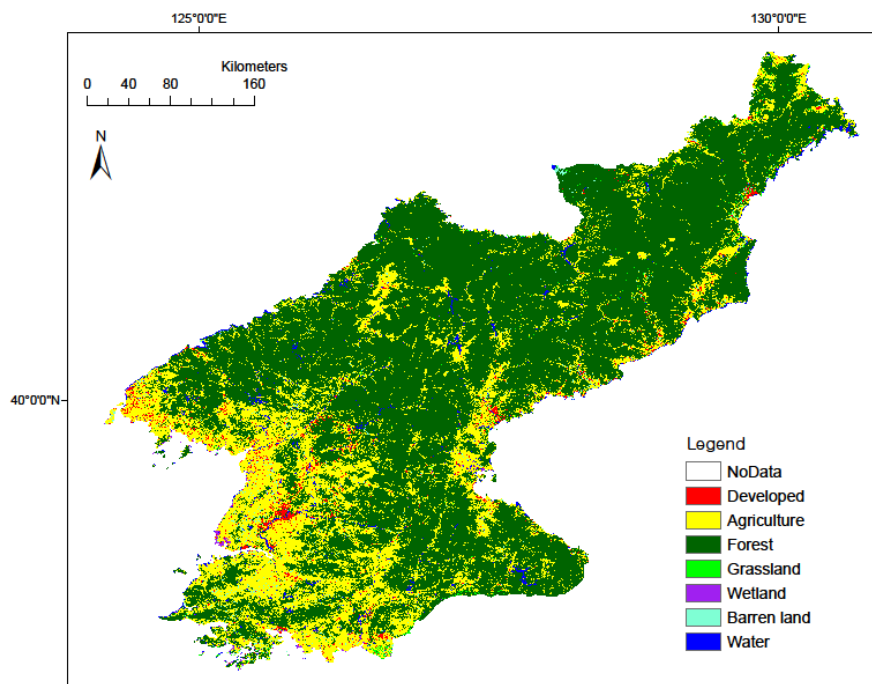 125°0'0"E
130°0'0"E
Kilometers
0 40 80 160
N
40°0'0"N
Legend
NoData
Developed
Agriculture
Forest
Grassland
Wetland
Barren land
Water